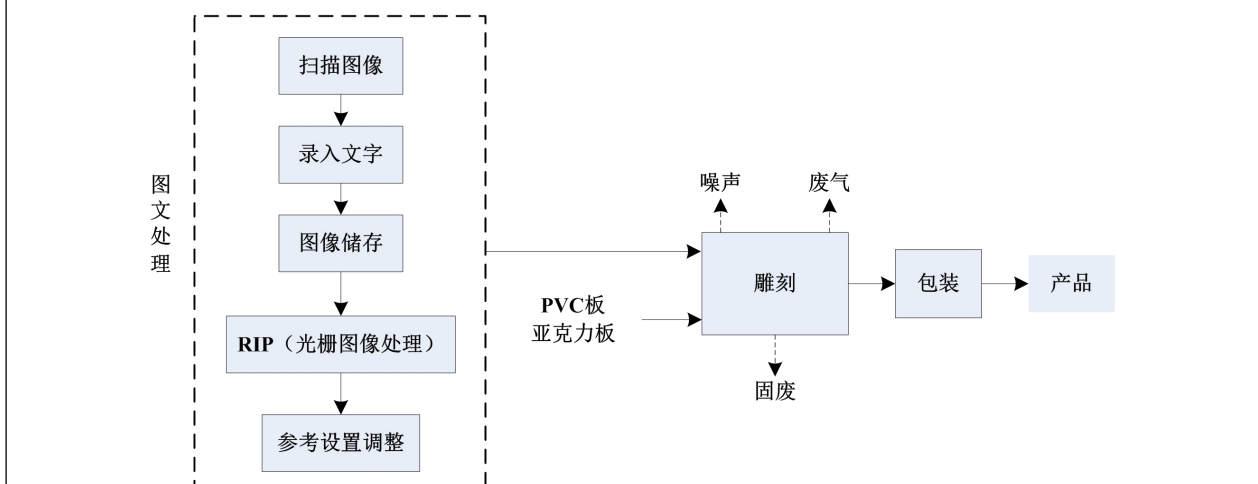 扫描图像
录入文字
图像储存
RIP（光栅图像处理）
参考设置调整
图文处理
噪声
废气
PVC板
亚克力板
雕刻
固废
包装
产品